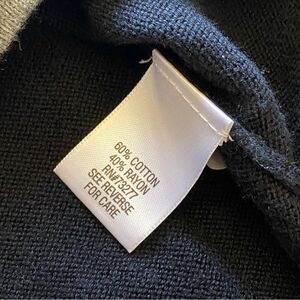 60% COTTON
40% RAYON
RN#73277
SEE REVERSE
FOR CARE